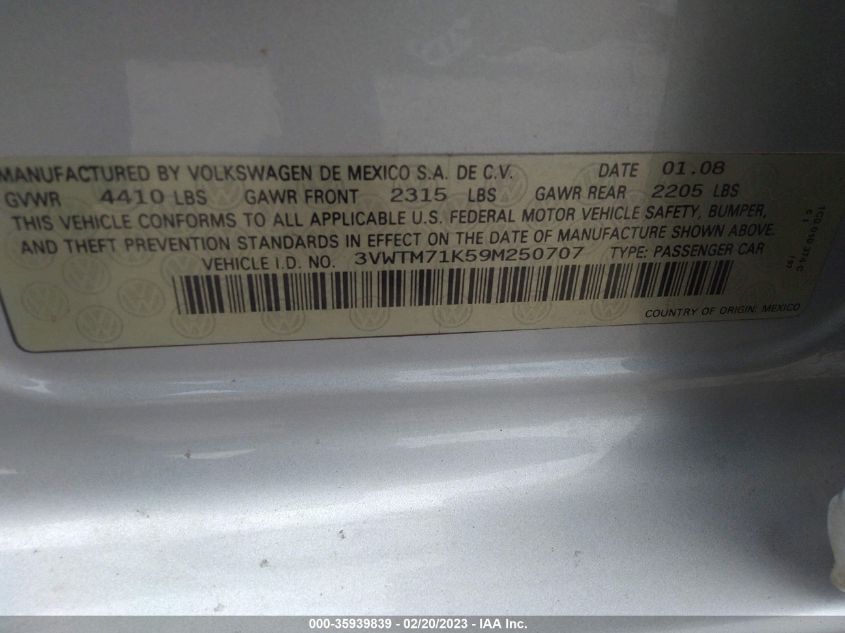 MANUFACTURED BY VOLKSWAGEN DE MEXICO S.A. DE C.V. DATE 01.08
GVWR 4410 LBS GAWR FRONT 2315 LBS GAWR REAR 2205 LBS
THIS VEHICLE CONFORMS TO ALL APPLICABLE U.S. FEDERAL MOTOR VEHICLE SAFETY, BUMPER,
AND THEFT PREVENTION STANDARDS IN EFFECT ON THE DATE OF MANUFACTURE SHOWN ABOVE.
VEHICLE I.D. NO. 3VWTM71K59M250707 TYPE: PASSENGER CAR
COUNTRY OF ORIGIN: MEXICO
000-35939839 - 02/20/2023 - IAA Inc.